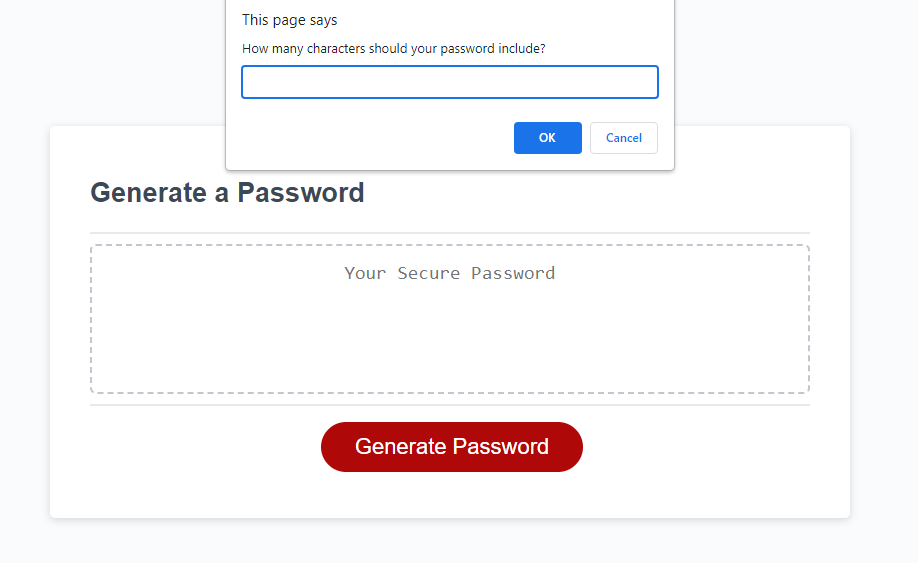 This page says
How many characters should your password include?
OK
Cancel
Generate a Password
Your Secure Password
Generate Password